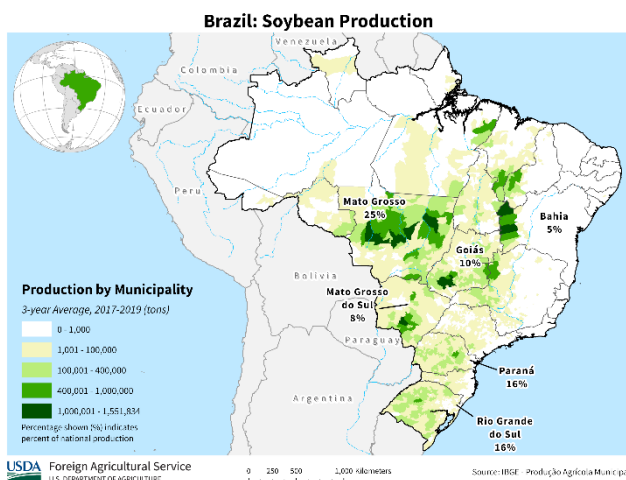 Brazil: Soybean Production
Venezuela
Colombia
Ecuador
Peru
Mato Grosso
25%
Bahia
5%
Goiás
10%
Bolivia
Mato Grosso
do Sul
8%
Paraguay
Paraná
16%
Argentina
Rio Grande
do Sul
16%
Production by Municipality
3-year Average, 2017-2019 (tons)
0 - 1,000
1,001 - 100,000
100,001 - 400,000
400,001 - 1,000,000
1,000,001 - 1,551,834
Percentage shown (%) indicates
percent of national production
USDA Foreign Agricultural Service
U.S. DEPARTMENT OF AGRICULTURE
0 250 500 1,000 Kilometers
Source: IBGE - Produção Agrícola Municipa